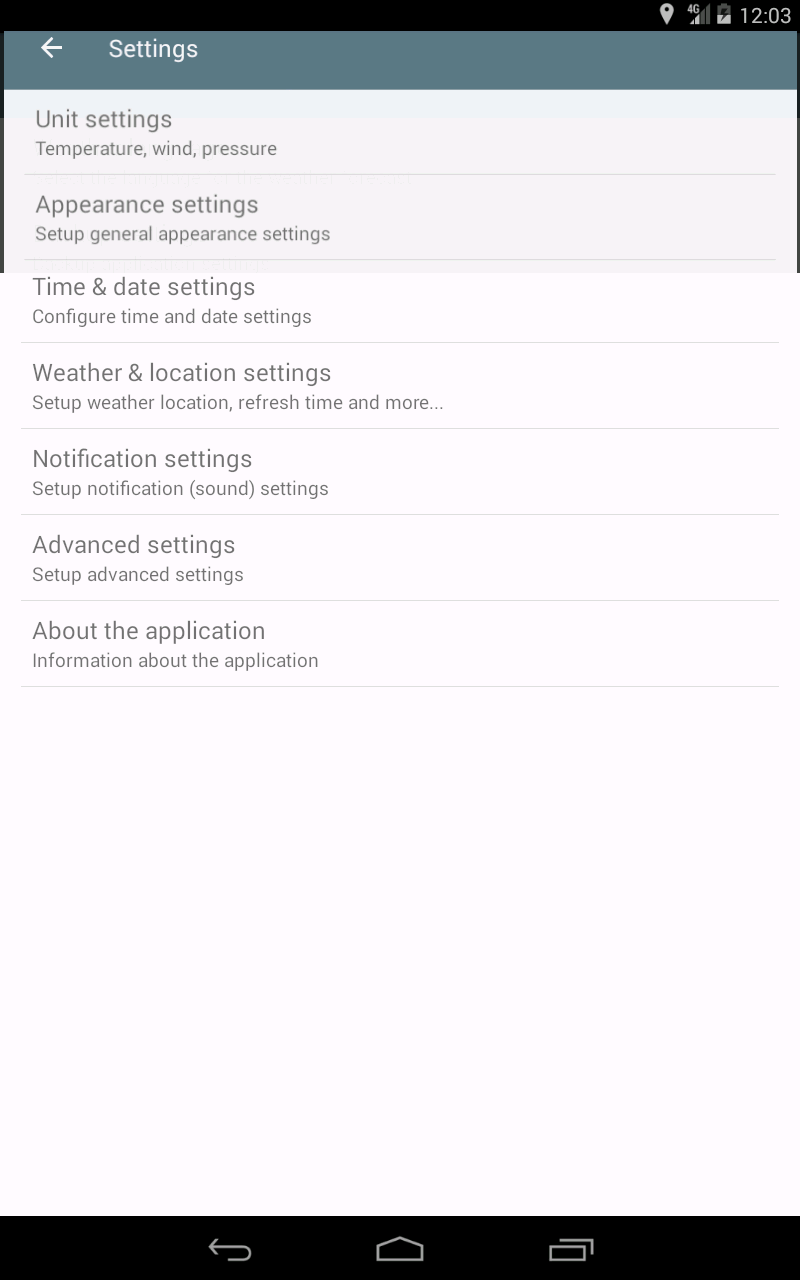 4G 12:03
Settings
Unit settings
Temperature, wind, pressure
Appearance settings
Setup general appearance settings
Time & date settings
Configure time and date settings
Weather & location settings
Setup weather location, refresh time and more...
Notification settings
Setup notification (sound) settings
Advanced settings
Setup advanced settings
About the application
Information about the application